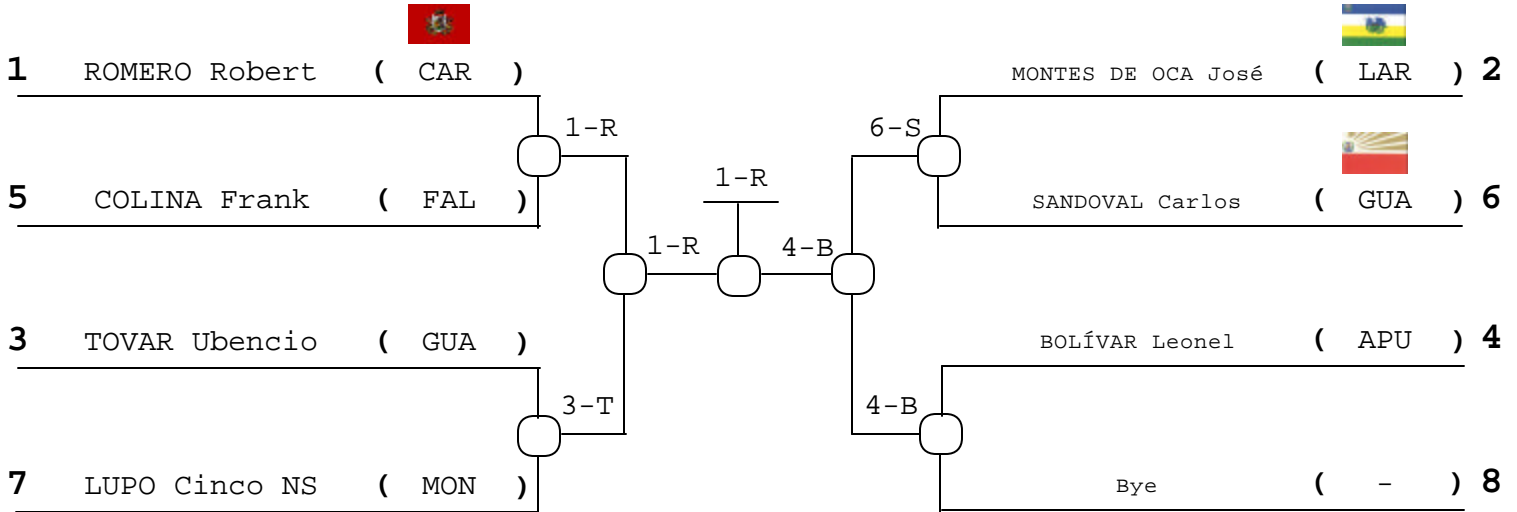 1 ROMERO Robert ( CAR )
MONTES DE OCA José ( LAR ) 2
1-R
6-S
5 COLINA Frank ( FAL )
1-R
SANDOVAL Carlos ( GUA ) 6
1-R
4-B
3 TOVAR Ubencio ( GUA )
BOLÍVAR Leonel ( APU ) 4
3-T
4-B
7 LUPO Cinco NS ( MON )
Bye ( - ) 8